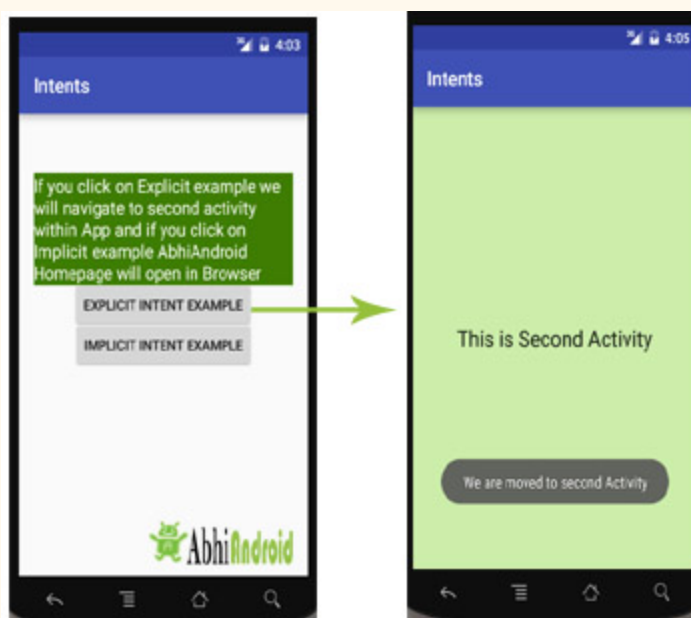 4:03
Intents
If you click on Explicit example we
will navigate to second activity
within App and if you click on
Implicit example AbhiAndroid
Homepage will open in Browser
EXPLICIT INTENT EXAMPLE
IMPLICIT INTENT EXAMPLE
AbhiAndroid
4:05
Intents
This is Second Activity
We are moved to second Activity